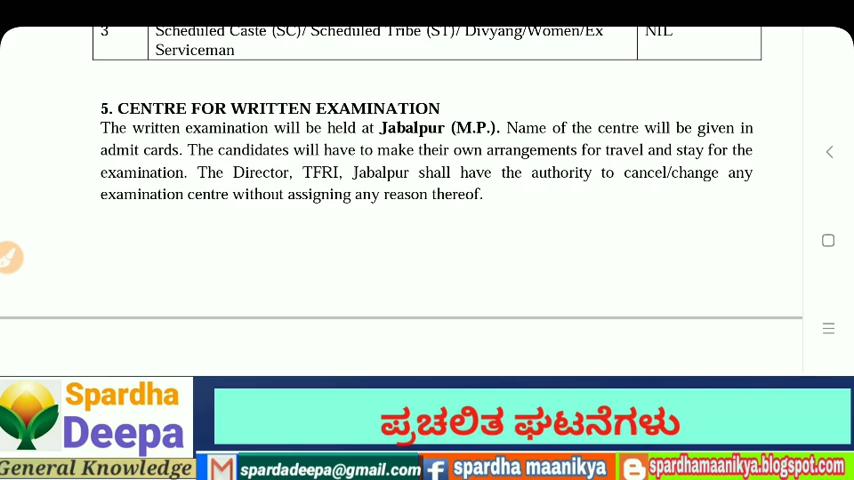 3 Scheduled Caste (SC)/ Scheduled Tribe (ST)/ Divyang/Women/Ex NIL
Serviceman
5. CENTRE FOR WRITTEN EXAMINATION
The written examination will be held at Jabalpur (M.P.). Name of the centre will be given in
admit cards. The candidates will have to make their own arrangements for travel and stay for the
examination. The Director, TFRI, Jabalpur shall have the authority to cancel/change any
examination centre without assigning any reason thereof.
Spardha
Deepa
General Knowledge
ಪ್ರಚಲಿತ ಘಟನೆಗಳು
spardadeepa@gmail.com
spardha maanikya
spardhamaanikya.blogspot.com